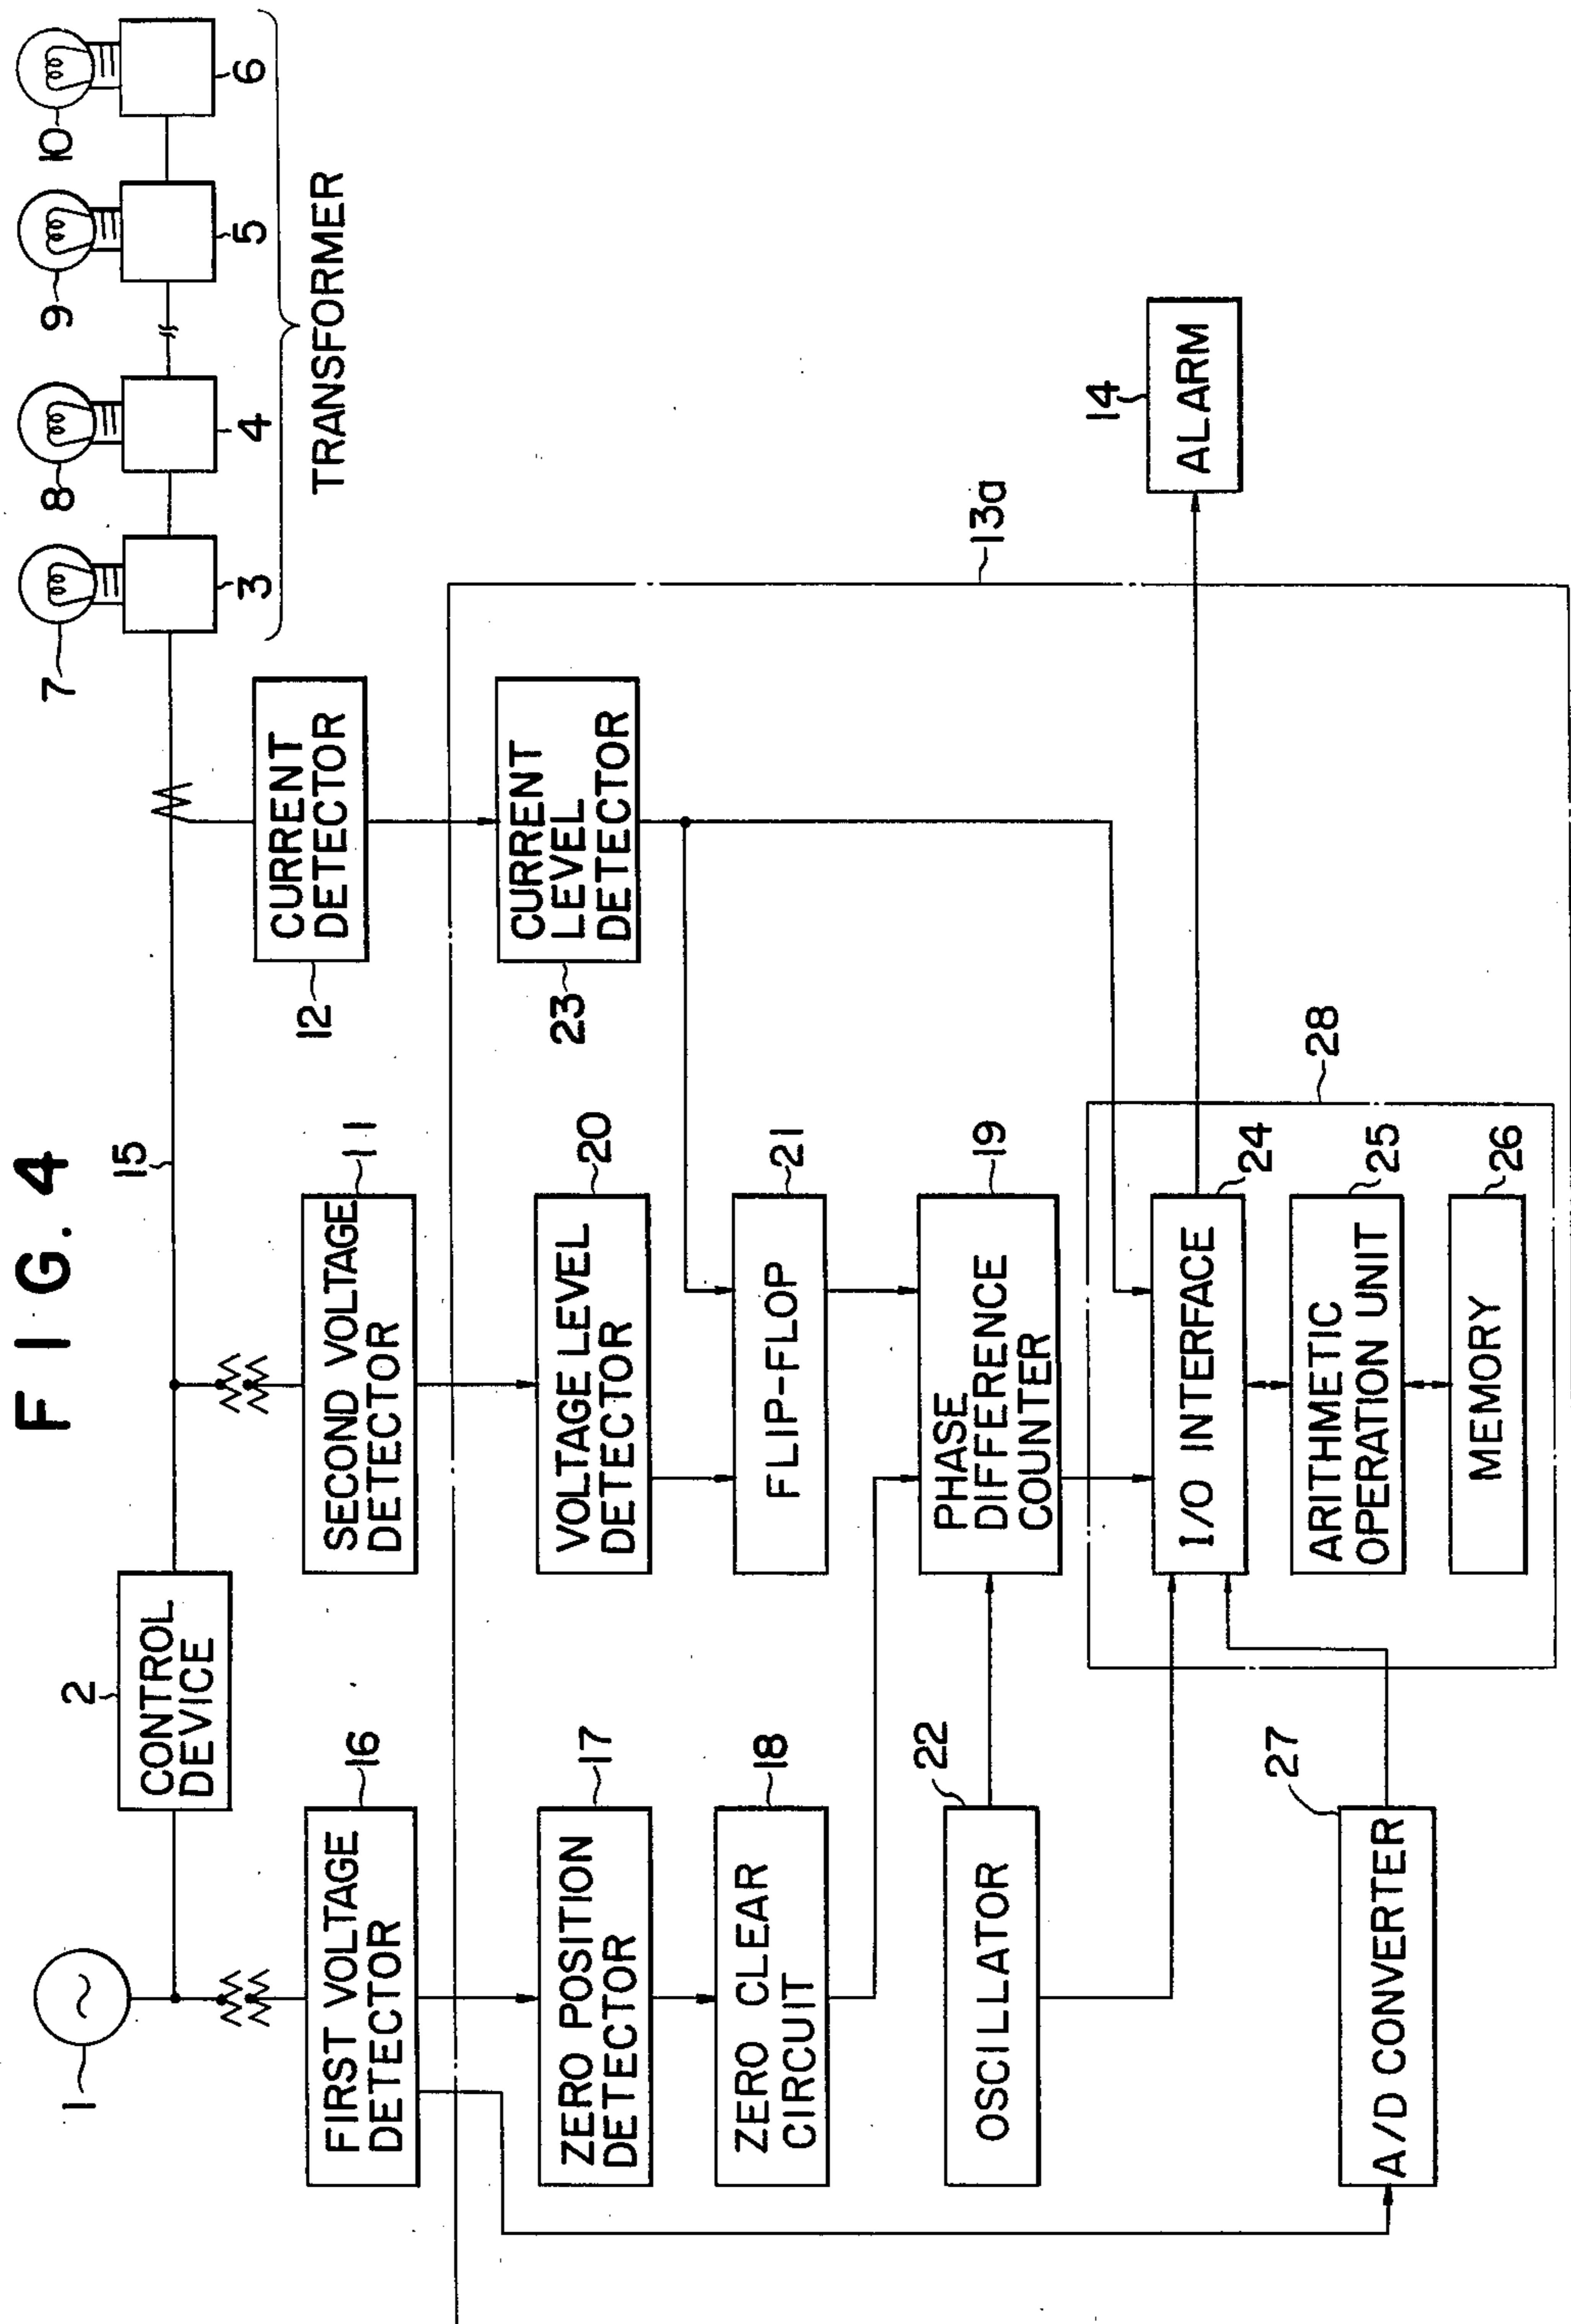 FIG. 4
1
2
CONTROL
DEVICE
15
7
8
9
10
3
4
5
6
TRANSFORMER
16
FIRST VOLTAGE
DETECTOR
11
SECOND VOLTAGE
DETECTOR
12
CURRENT
DETECTOR
17
ZERO POSITION
DETECTOR
20
VOLTAGE LEVEL
DETECTOR
23
CURRENT
LEVEL
DETECTOR
13a
18
ZERO CLEAR
CIRCUIT
21
FLIP-FLOP
22
OSCILLATOR
19
PHASE
DIFFERENCE
COUNTER
14
ALARM
24
I/O INTERFACE
28
27
A/D CONVERTER
25
ARITHMETIC
OPERATION UNIT
26
MEMORY